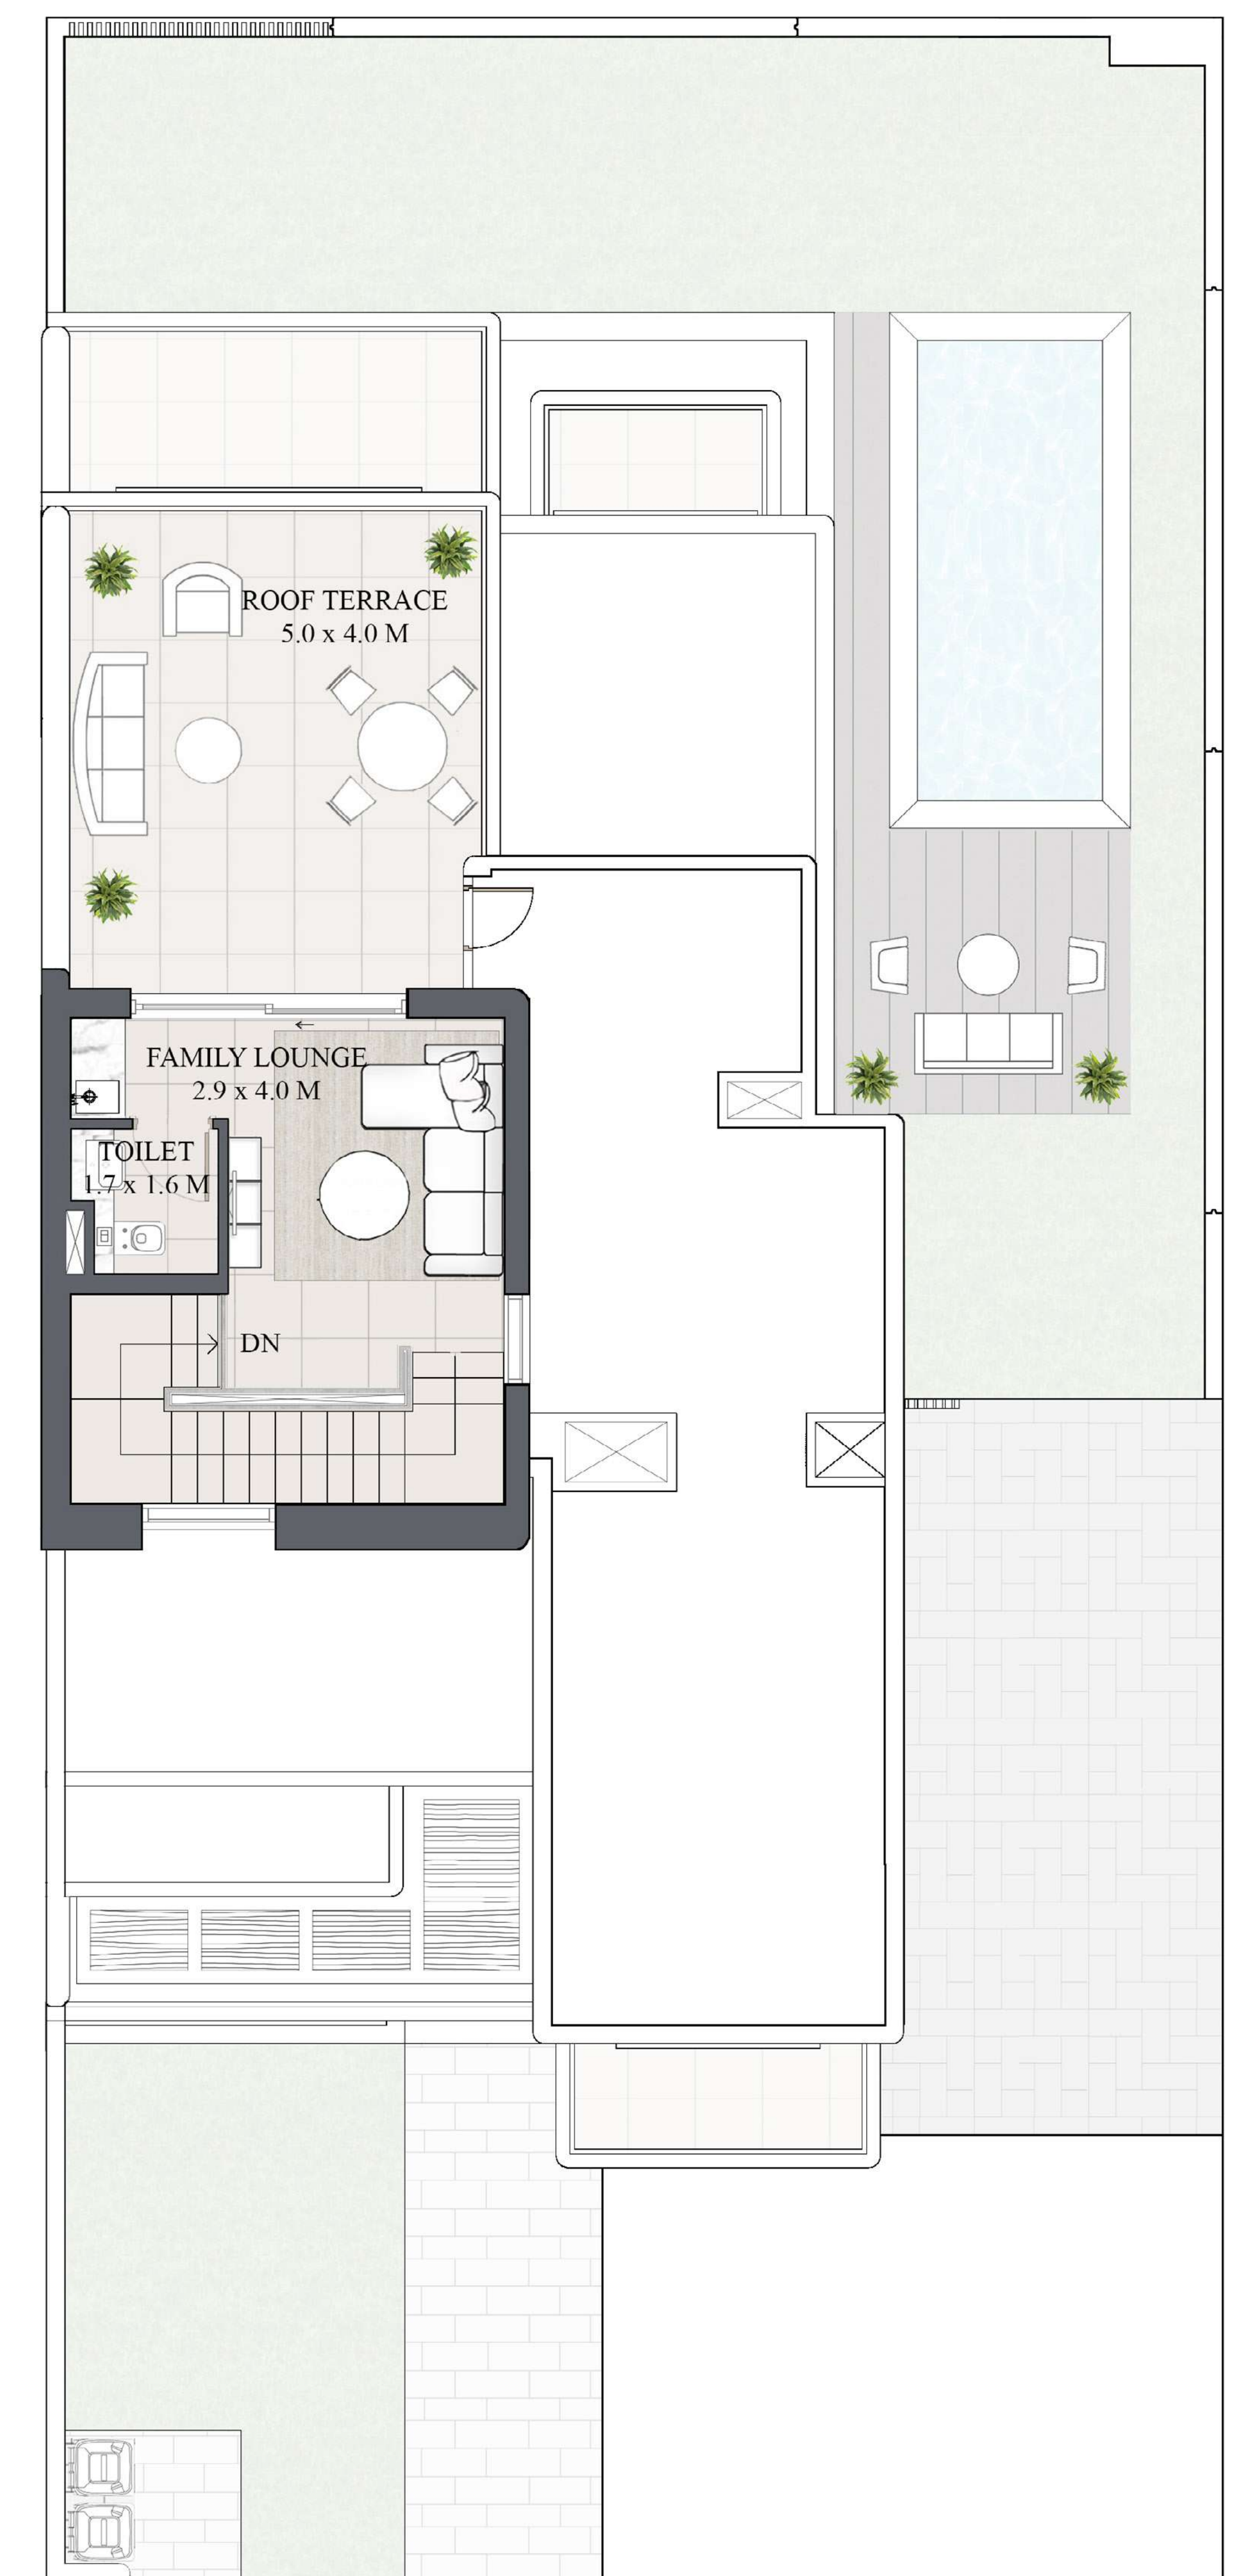 ROOF TERRACE
5.0 x 4.0 M
FAMILY LOUNGE
2.9 x 4.0 M
TOILET
1.7 x 1.6 M
DN